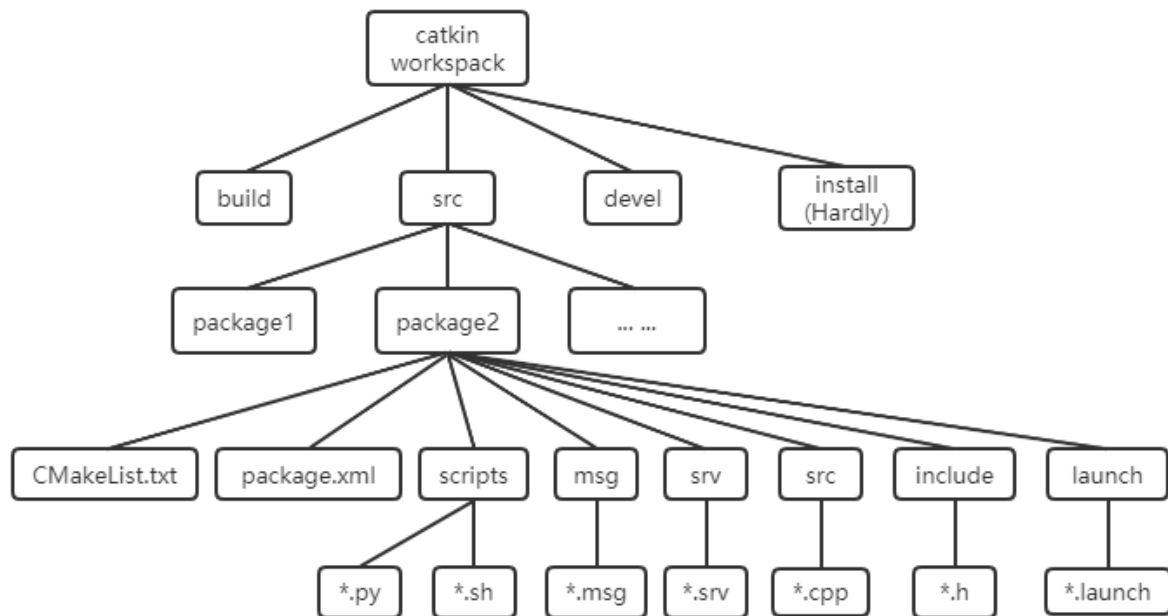 catkin
workspack
build
src
devel
install
(Hardly)
package1
package2
... ...
CMakeList.txt
package.xml
scripts
msg
srv
src
include
launch
*.py
*.sh
*.msg
*.srv
*.cpp
*.h
*.launch